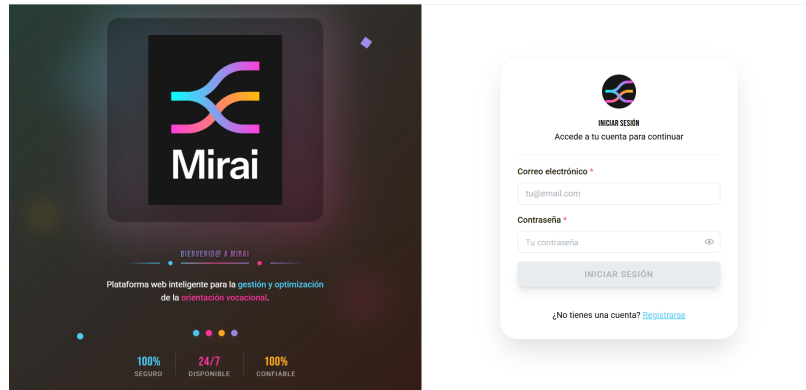 Mirai
BIENVENID@ A MIRAI
Plataforma web inteligente para la gestión y optimización
de la orientación vocacional.
100%
SEGURO
24/7
DISPONIBLE
100%
CONFIABLE
INICIAR SESIÓN
Accede a tu cuenta para continuar
Correo electrónico *
tu@email.com
Contraseña *
Tu contraseña
INICIAR SESIÓN
¿No tienes una cuenta? Registrarse